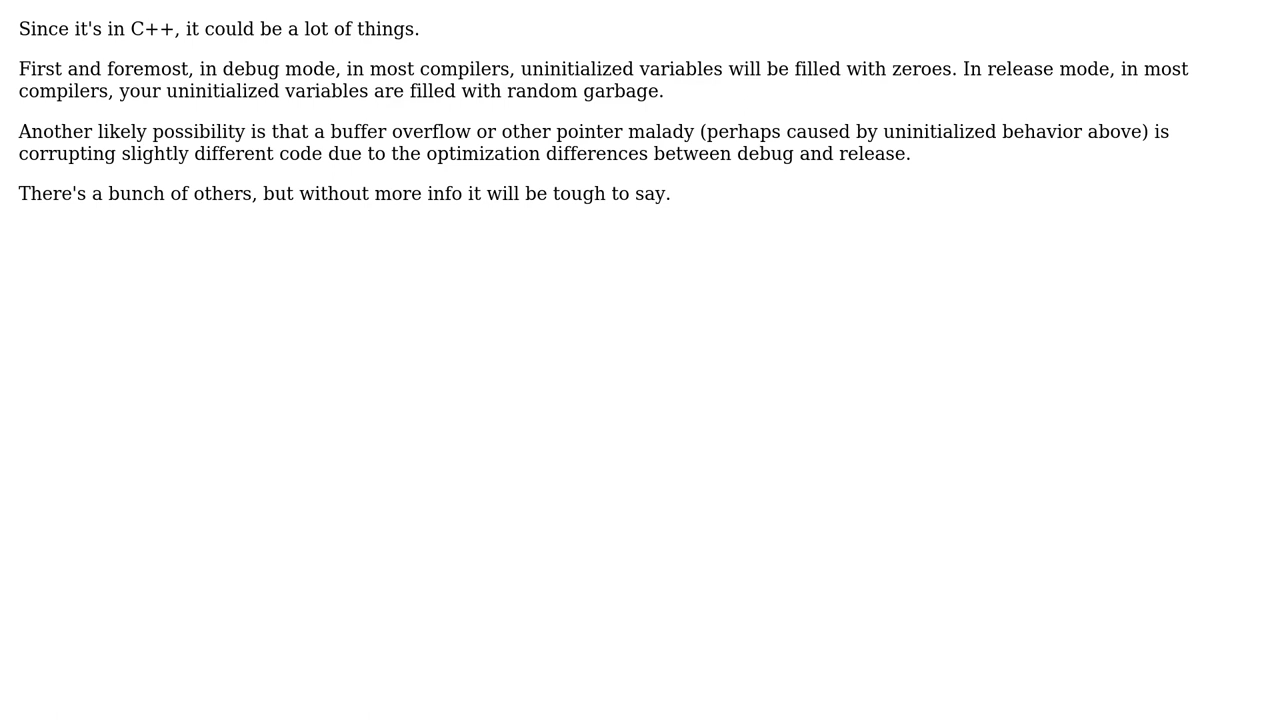 Since it's in C++, it could be a lot of things.
First and foremost, in debug mode, in most compilers, uninitialized variables will be filled with zeroes. In release mode, in most
compilers, your uninitialized variables are filled with random garbage.
Another likely possibility is that a buffer overflow or other pointer malady (perhaps caused by uninitialized behavior above) is
corrupting slightly different code due to the optimization differences between debug and release.
There's a bunch of others, but without more info it will be tough to say.